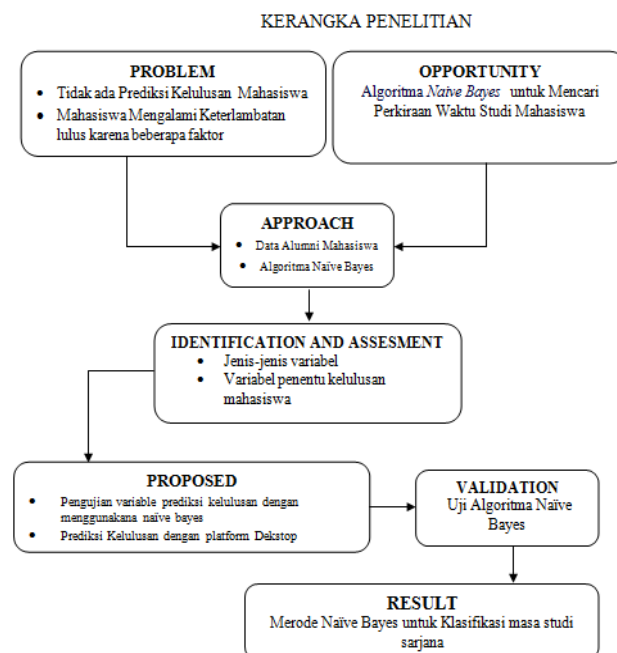 KERANGKA PENELITIAN
PROBLEM
• Tidak ada Prediksi Kelulusan Mahasiswa
• Mahasiswa Mengalami Keterlambatan
lulus karena beberapa faktor
OPPORTUNITY
Algoritma Naive Bayes untuk Mencari
Perkiraan Waktu Studi Mahasiswa
APPROACH
• Data Alumni Mahasiswa
• Algoritma Naïve Bayes
IDENTIFICATION AND ASSESMENT
• Jenis-jenis variabel
• Variabel penentu kelulusan
mahasiswa
PROPOSED
• Pengujian variable prediksi kelulusan dengan
menggunakana naïve bayes
• Prediksi Kelulusan dengan platform Dekstop
VALIDATION
Uji Algoritma Naïve
Bayes
RESULT
Merode Naïve Bayes untuk Klasifikasi masa studi
sarjana